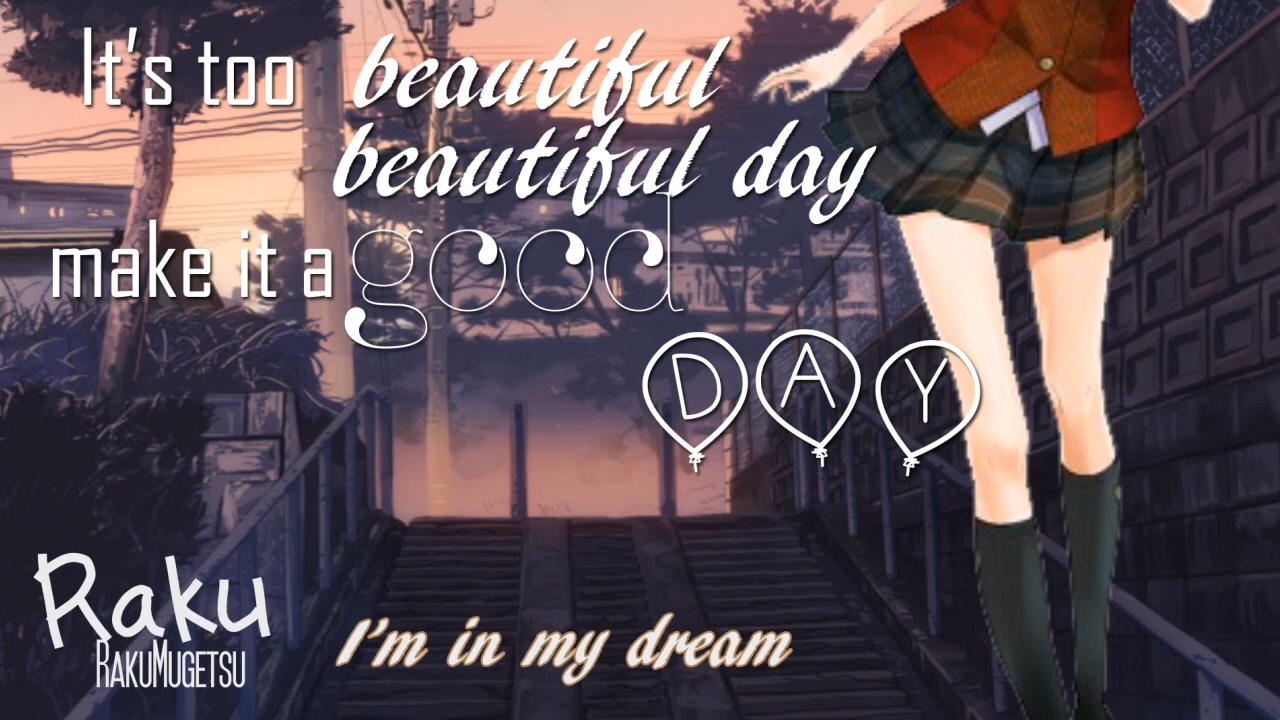 It's too beautiful
beautiful day
make it a good
DAY
Raku
RakuMugetsu
I'm in my dream